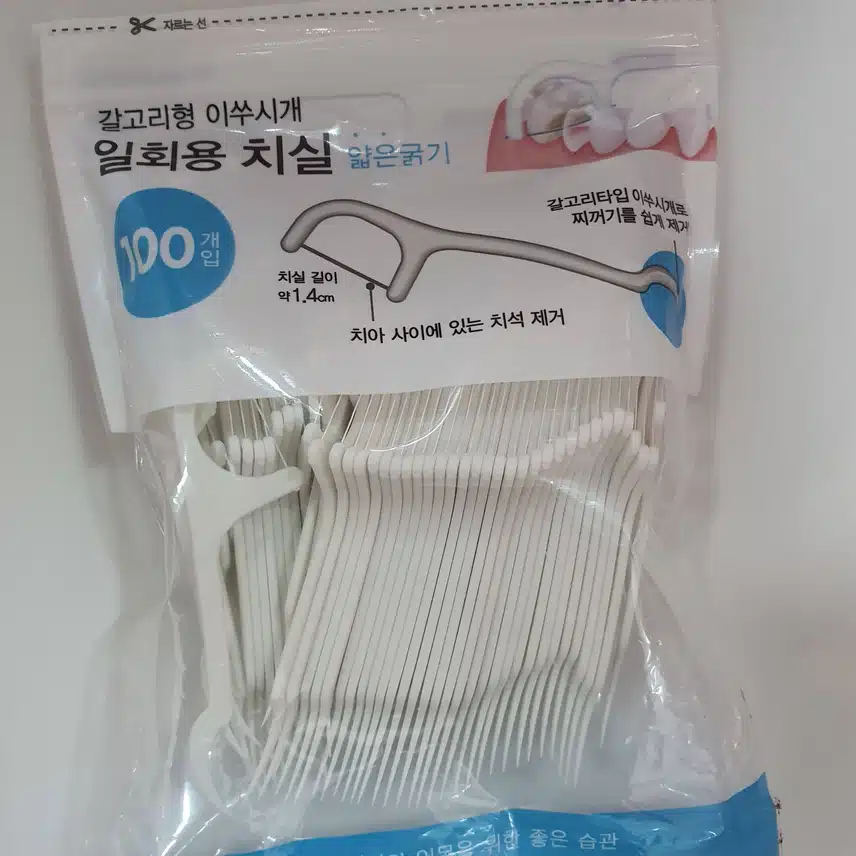 자르는 선
갈고리형 이쑤시개
일회용 치실 얇은굵기
100개입
갈고리타입 이쑤시개로
찌꺼기를 쉽게 제거
치실 길이
약1.4cm
치아 사이에 있는 치석 제거
위한 좋은 습관